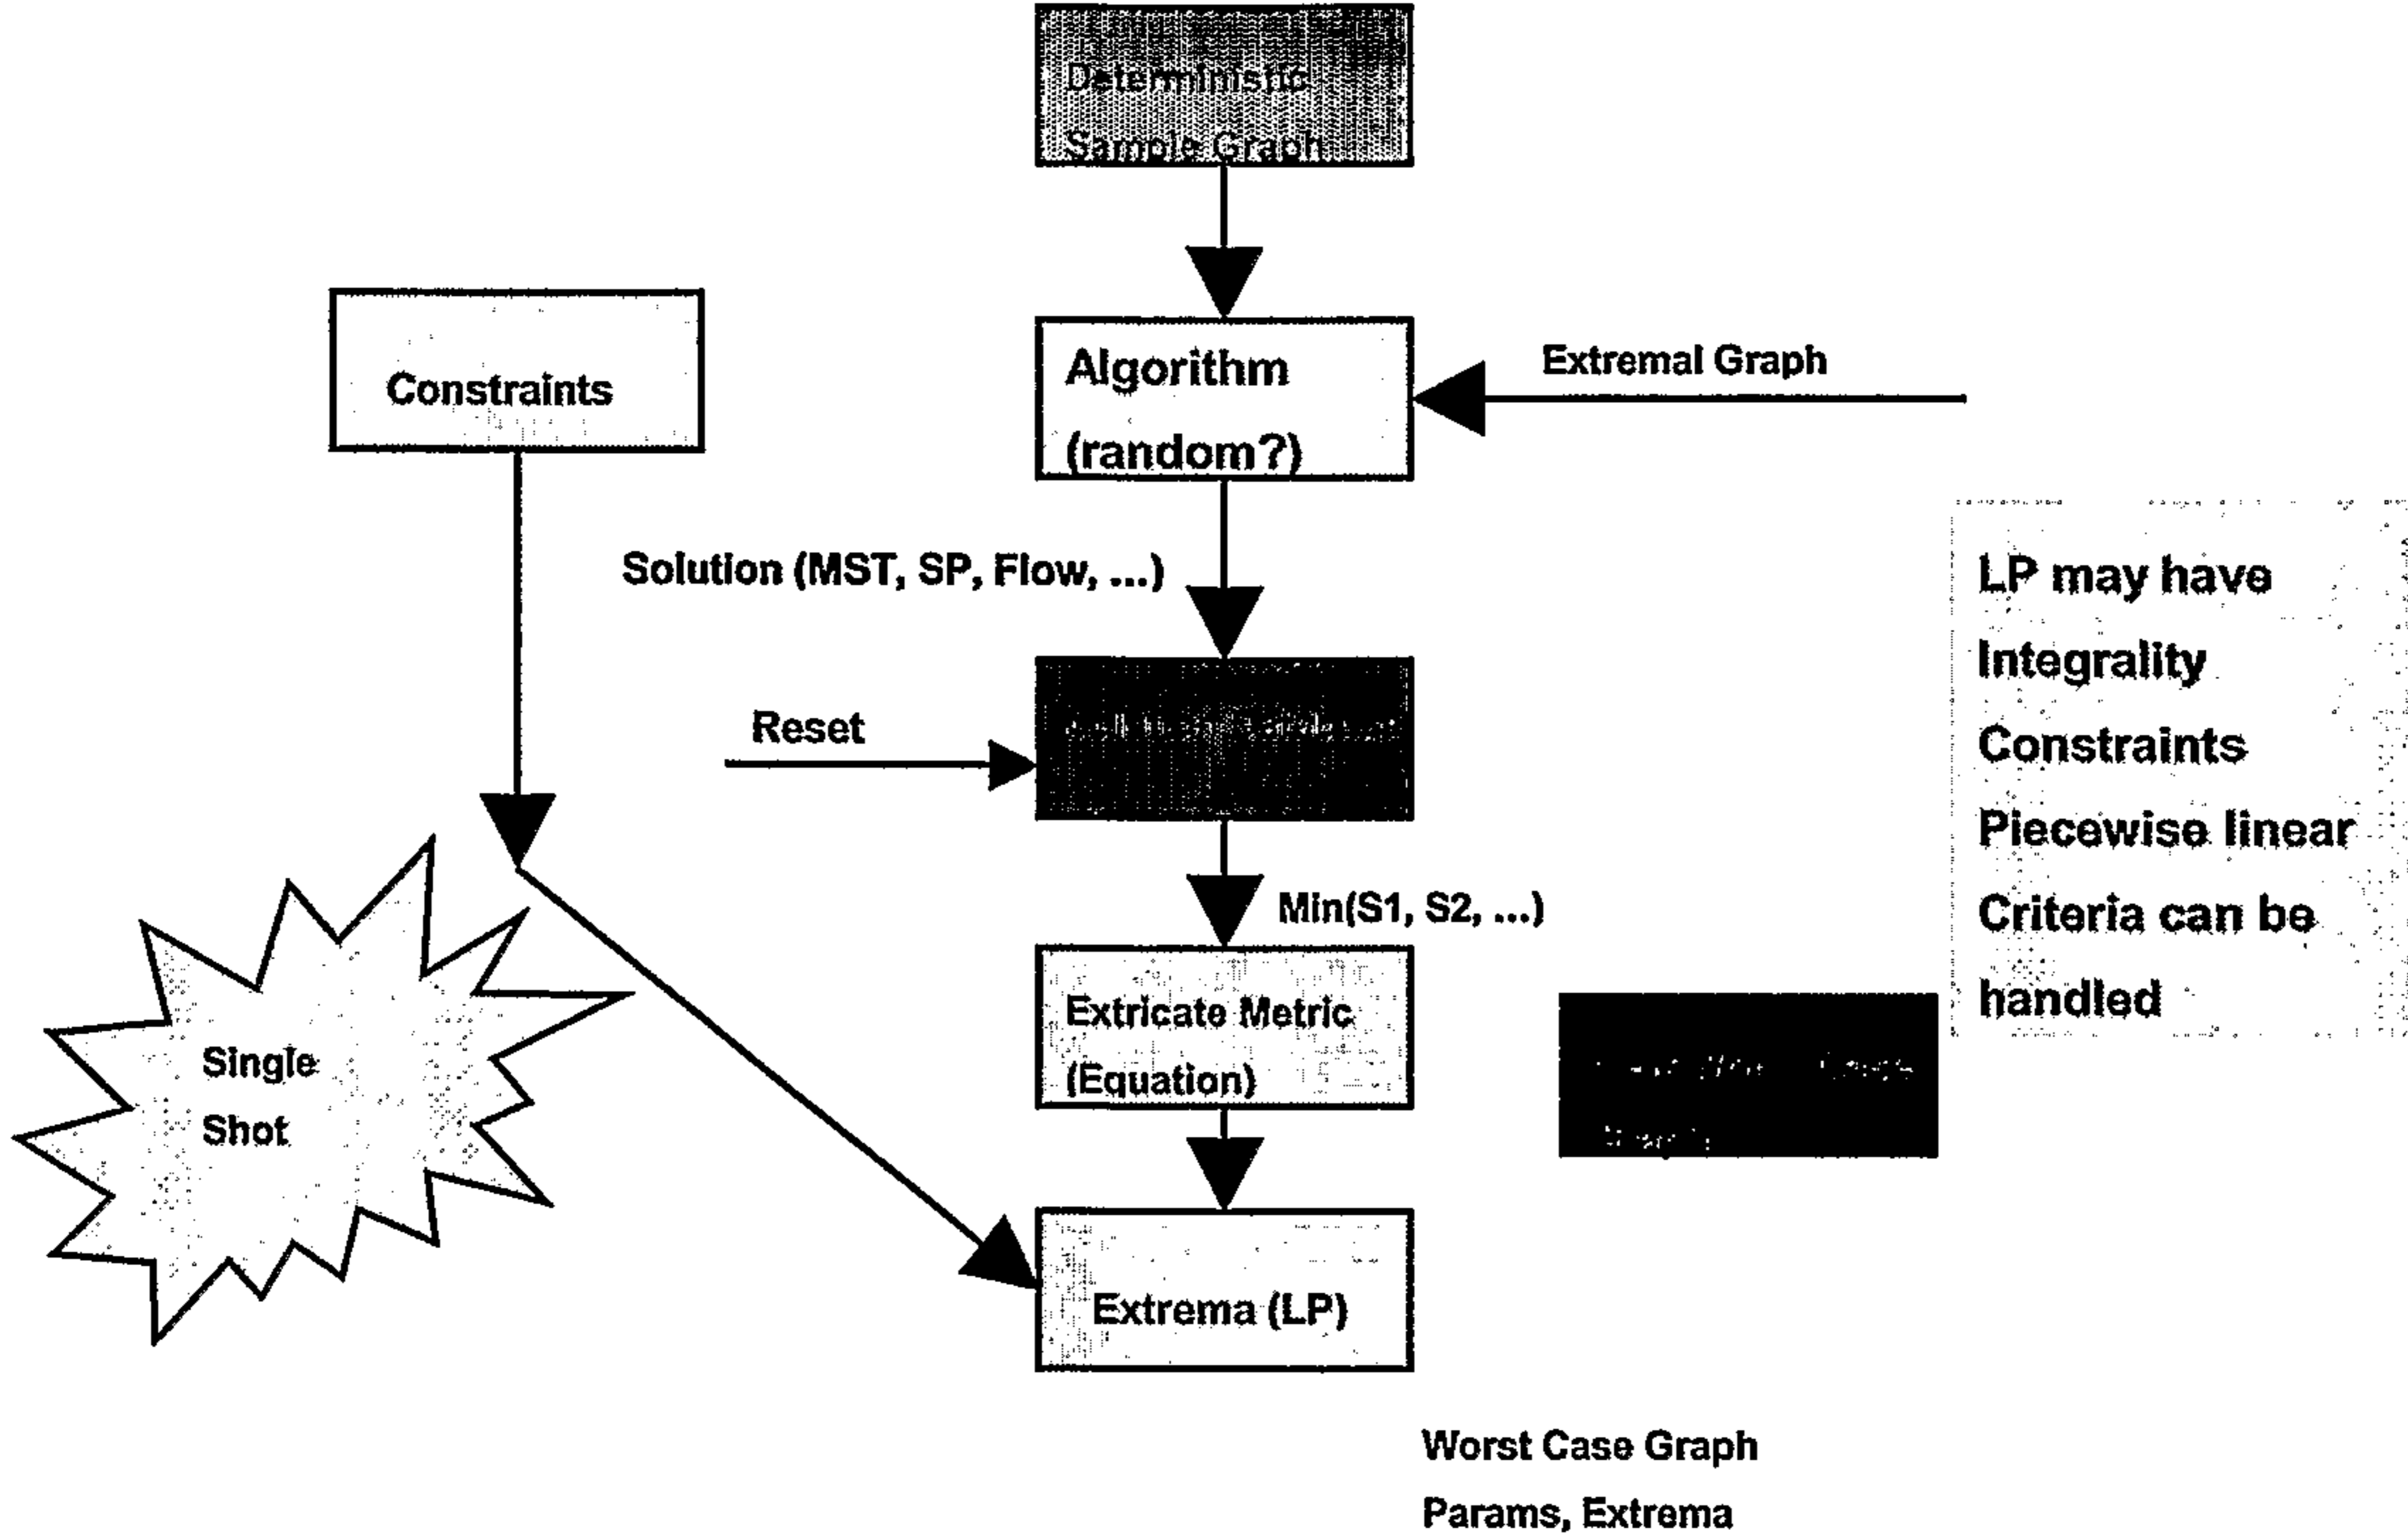 Deterministic
Sample Graph
Constraints
Algorithm
(random?)
Extremal Graph
Solution (MST, SP, Flow, ...)
Reset
LP may have
Integrality
Constraints
Piecewise linear
Criteria can be
handled
Min(S1, S2, ...)
Extricate Metric
(Equation)
Single
Shot
Extrema (LP)
Worst Case Graph
Params, Extrema